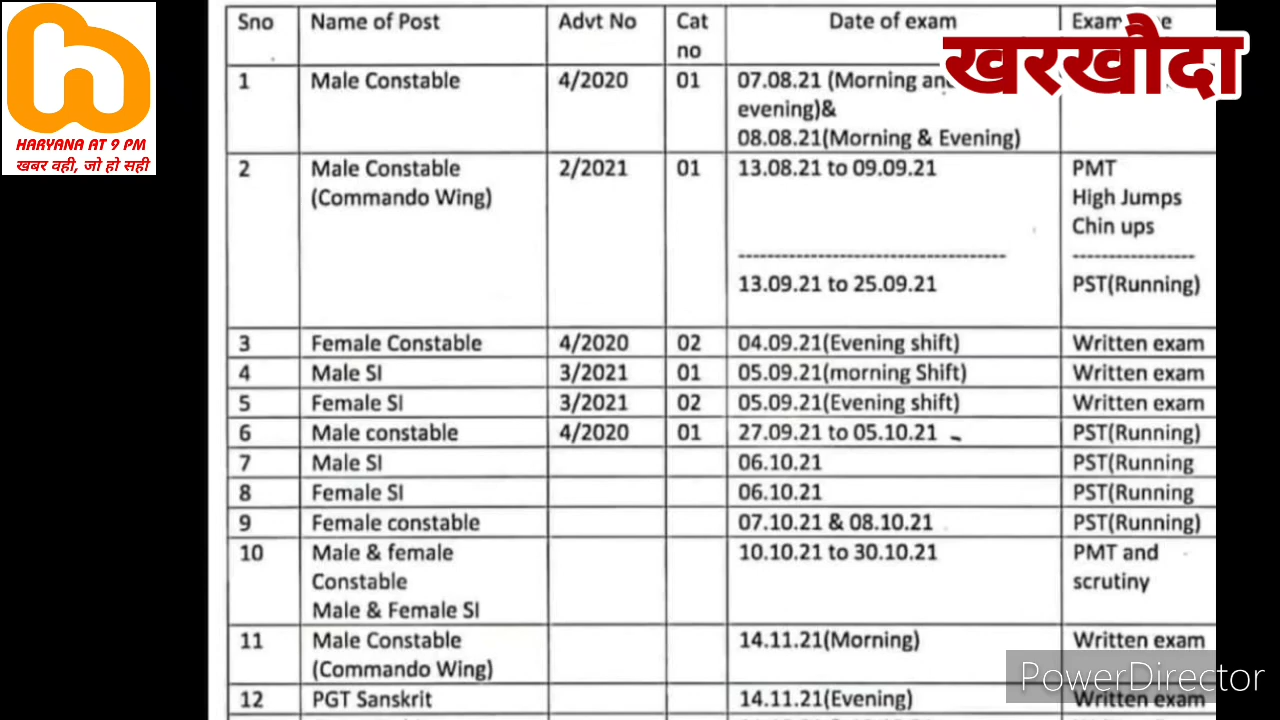 HARYANA AT 9 PM
खबर वही, जो हो सही
खरखौदा
Sno Name of Post Advt No Cat no Date of exam
1 Male Constable 4/2020 01 07.08.21 (Morning and
evening)&
08.08.21(Morning & Evening)
2 Male Constable 2/2021 01 13.08.21 to 09.09.21 PMT
(Commando Wing) High Jumps
Chin ups
13.09.21 to 25.09.21 PST(Running)
3 Female Constable 4/2020 02 04.09.21(Evening shift) Written exam
4 Male SI 3/2021 01 05.09.21(morning Shift) Written exam
5 Female SI 3/2021 02 05.09.21(Evening shift) Written exam
6 Male constable 4/2020 01 27.09.21 to 05.10.21 PST(Running)
7 Male SI 06.10.21 PST(Running
8 Female SI 06.10.21 PST(Running
9 Female constable 07.10.21 & 08.10.21 PST(Running)
10 Male & female 10.10.21 to 30.10.21 PMT and
Constable scrutiny
Male & Female SI
11 Male Constable 14.11.21(Morning) Written exam
(Commando Wing)
12 PGT Sanskrit 14.11.21(Evening) Written exam
PowerDirector